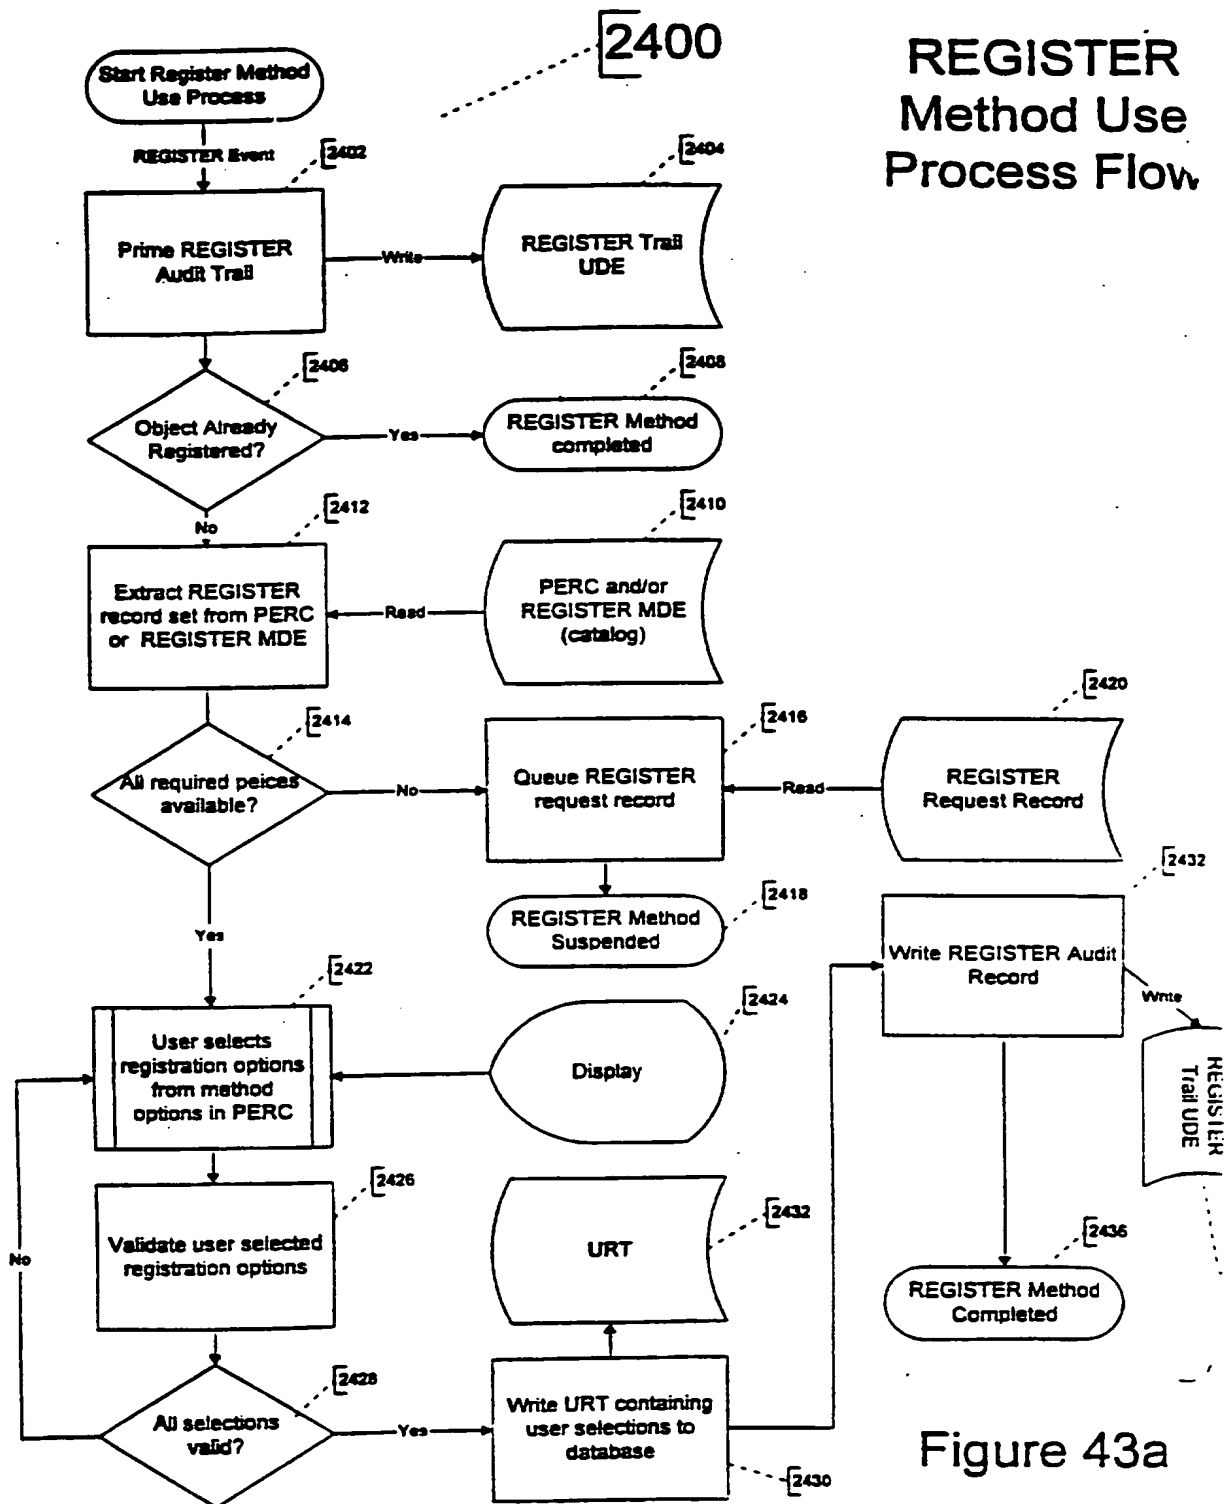 2400
REGISTER
Method Use
Process Flow
Start Register Method
Use Process
REGISTER Event
2402
Prime REGISTER
Audit Trail
Write
2404
REGISTER Trail
UDE
2406
Object Already
Registered?
Yes
2408
REGISTER Method
completed
No
2412
Extract REGISTER
record set from PERC
or REGISTER MDE
Read
2410
PERC and/or
REGISTER MDE
(catalog)
2414
All required peices
available?
No
2416
Queue REGISTER
request record
Read
2420
REGISTER
Request Record
2418
REGISTER Method
Suspended
Yes
2422
User selects
registration options
from method
options in PERC
2424
Display
2426
Validate user selected
registration options
No
2428
All selections
valid?
Yes
2430
Write URT containing
user selections to
database
2432
URT
2432
Write REGISTER Audit
Record
Write
REGISTER
Trail UDE
2436
REGISTER Method
Completed
Figure 43a